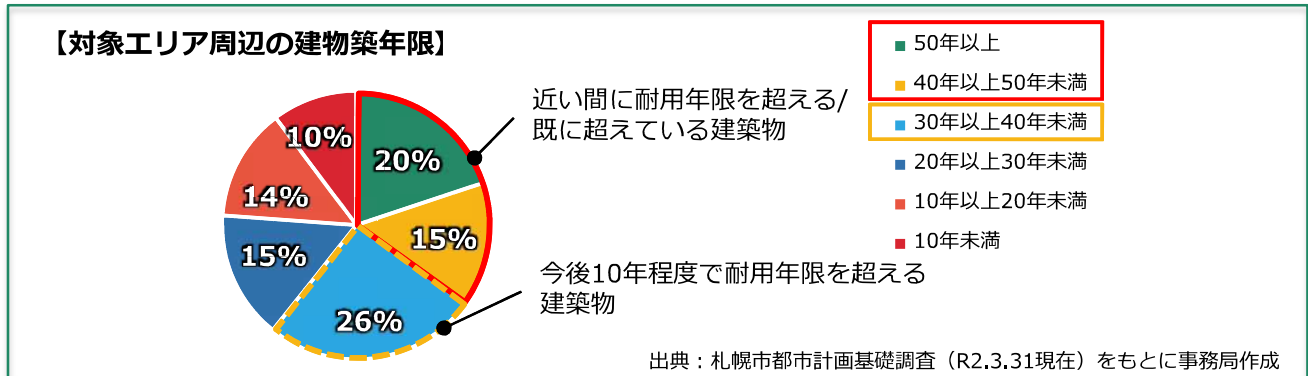 【対象エリア周辺の建物築年限】
10%
20%
14%
15%
15%
26%
近い間に耐用年限を超える/
既に超えている建築物
今後10年程度で耐用年限を超える
建築物
50年以上
40年以上50年未満
30年以上40年未満
20年以上30年未満
10年以上20年未満
10年未満
出典：札幌市都市計画基礎調査（R2.3.31現在）をもとに事務局作成